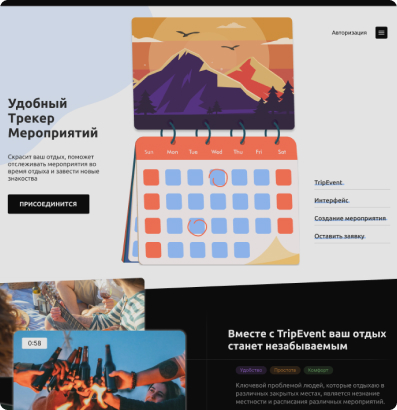 Авторизация
Удобный
Трекер
Мероприятий
Скрасит ваш отдых, поможет
отслеживать мероприятия во
время отдыха и завести новые
знакоства
ПРИСОЕДИНИТСЯ
Sun Mon Tue Wed Thu Fri Sat
TripEvent.
Интерфейс.
Создание мероприятия.
Оставить заявку.
0:58
Вместе с TripEvent ваш отдых
станет незабываемым
Удобство Простота Комфорт
Ключевой проблемой людей, которые отдыхаю в
различных закрытых местах, является незнание
местности и расписания различных мероприятий.